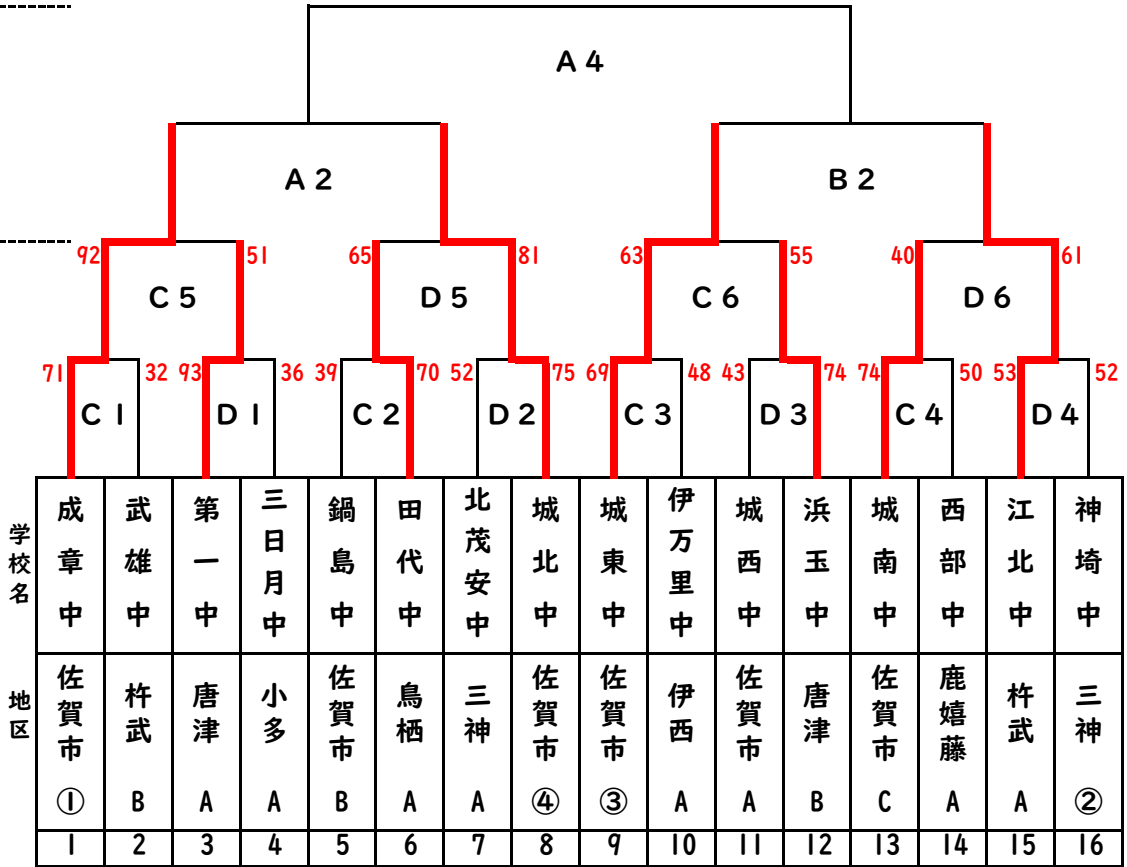 A4
A2 B2
92 51 65 81 63 55 40 61
C5 D5 C6 D6
71 32 93 36 39 70 52 75 69 48 43 74 74 50 53 52
C1 D1 C2 D2 C3 D3 C4 D4
学校名 成章中 武雄中 第一中 三日月中 鍋島中 田代中 北茂安中 城北中 城東中 伊万里中 城西中 浜玉中 城南中 西部中 江北中 神埼中
地区 佐賀市 杵武 唐津 小多 佐賀市 鳥栖 三神 佐賀市 佐賀市 伊西 佐賀市 唐津 佐賀市 鹿嬉藤 杵武 三神
① B A A B A A ④ ③ A A B C A A ②
1 2 3 4 5 6 7 8 9 10 11 12 13 14 15 16